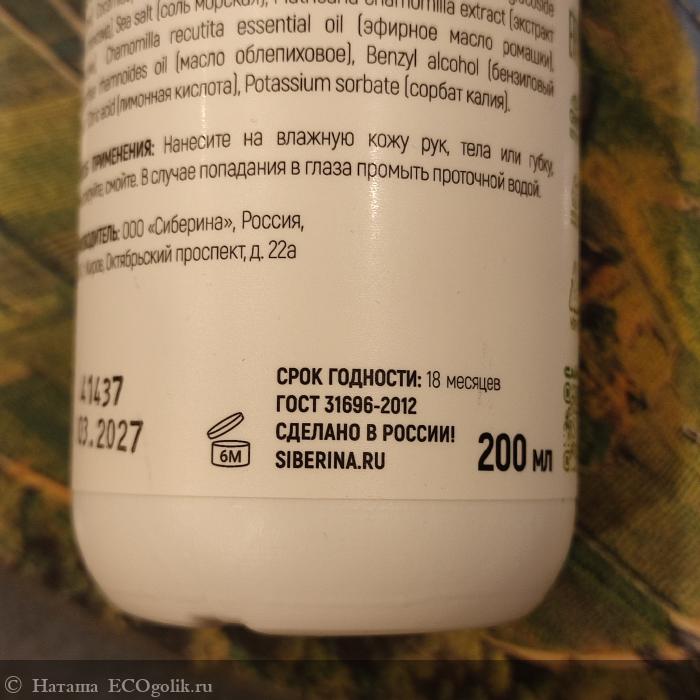 Sea salt (соль морская), Matricaria chamomilla extract (экстракт
Chamomilla recutita essential oil (эфирное масло ромашки),
rhamnoides oil (масло облепиховое), Benzyl alcohol (бензиловый
Citric acid (лимонная кислота), Potassium sorbate (сорбат калия).
ПРИМЕНЕНИЯ: Нанесите на влажную кожу рук, тела или губку,
смойте. В случае попадания в глаза промыть проточной водой.
ООО «Сиберина», Россия,
Киров, Октябрьский проспект, д. 22а
41437
03.2027
6М
СРОК ГОДНОСТИ: 18 месяцев
ГОСТ 31696-2012
СДЕЛАНО В РОССИИ!
SIBERINA.RU
200 мл
© Наташа ECOgolik.ru